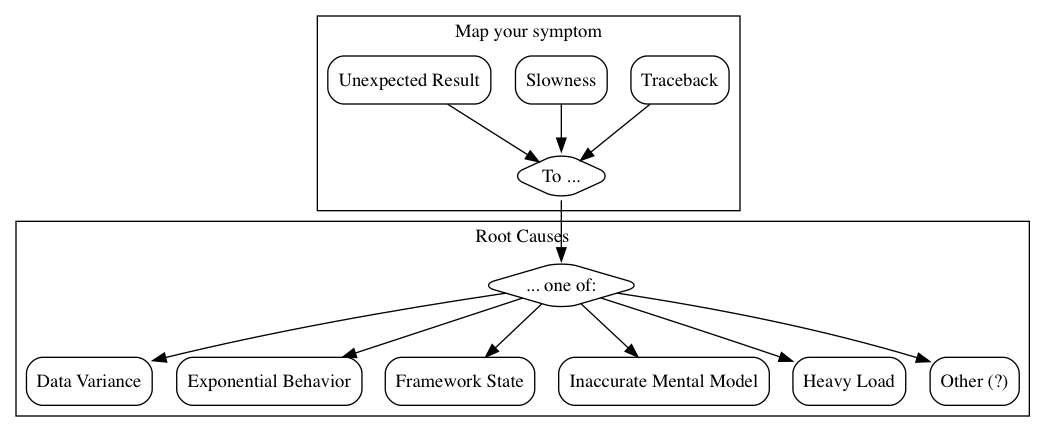 Map your symptom
Unexpected Result
Slowness
Traceback
To ...
Root Causes
... one of:
Data Variance
Exponential Behavior
Framework State
Inaccurate Mental Model
Heavy Load
Other (?)